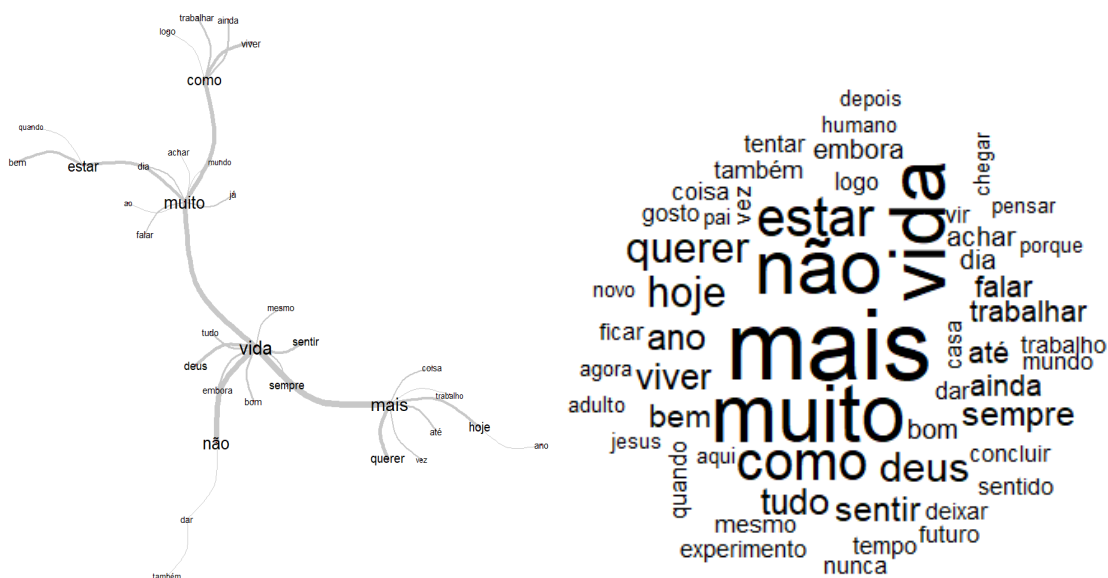 trabalhar
ainda
logo
viver
como
quando
bem
estar
dia
achar
mundo
já
ao
muito
falar
mesmo
tudo
vida
sentir
deus
embora
sempre
bom
não
coisa
trabalho
mais
até
hoje
ano
querer
vez
dar
também
depois
humano
tentar
embora
chegar
também
coisa
logo
vida
gosto
pai
vez
estar
vir
pensar
querer
não
achar
porque
dia
novo
hoje
falar
trabalhar
ficar
ano
mais
casa
até
trabalho
mundo
agora
viver
dar
ainda
adulto
bem
muito
bom
sempre
jesus
quando
aqui
como
deus
concluir
sentido
tudo
sentir
deixar
mesmo
futuro
experimento
tempo
nunca